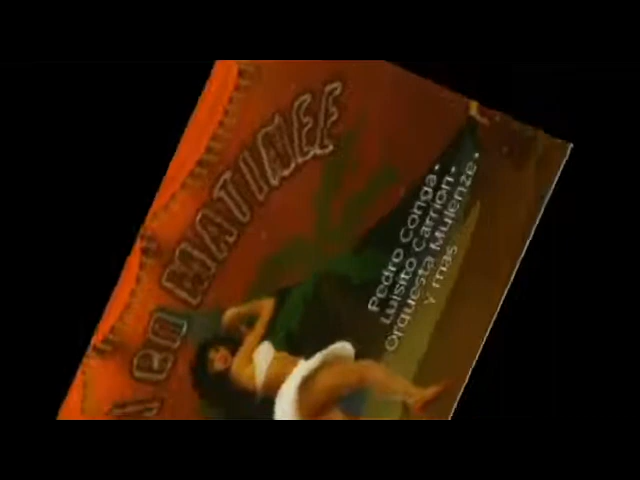 en MATINEE
Pedro Conga •
Luisito Carrion •
Orquesta Mulenze •
y mas